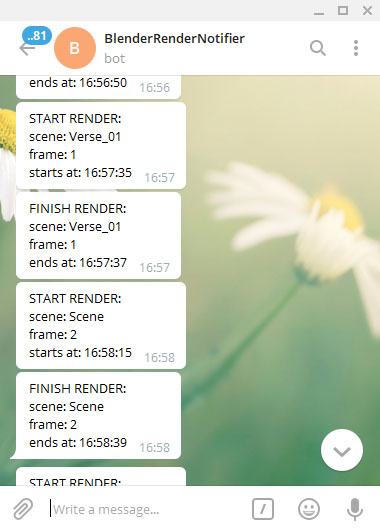 ..81
B
BlenderRenderNotifier
bot
ends at: 16:56:50
16:56
START RENDER:
scene: Verse_01
frame: 1
starts at: 16:57:35
16:57
FINISH RENDER:
scene: Verse_01
frame: 1
ends at: 16:57:37
16:57
START RENDER:
scene: Scene
frame: 2
starts at: 16:58:15
16:58
FINISH RENDER:
scene: Scene
frame: 2
ends at: 16:58:39
16:58
START RENDER:
Write a message...